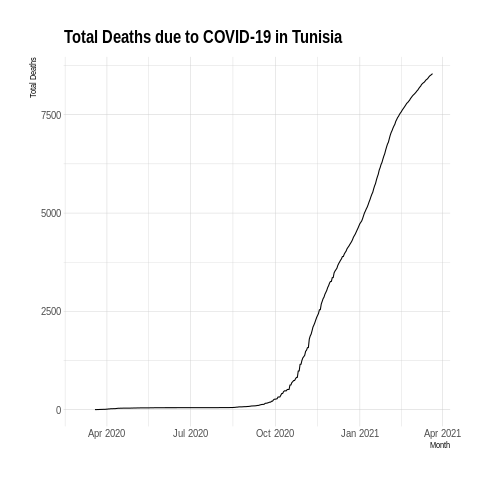 Total Deaths due to COVID-19 in Tunisia
Total Deaths
7500
5000
2500
0
Apr 2020 Jul 2020 Oct 2020 Jan 2021 Apr 2021
Month